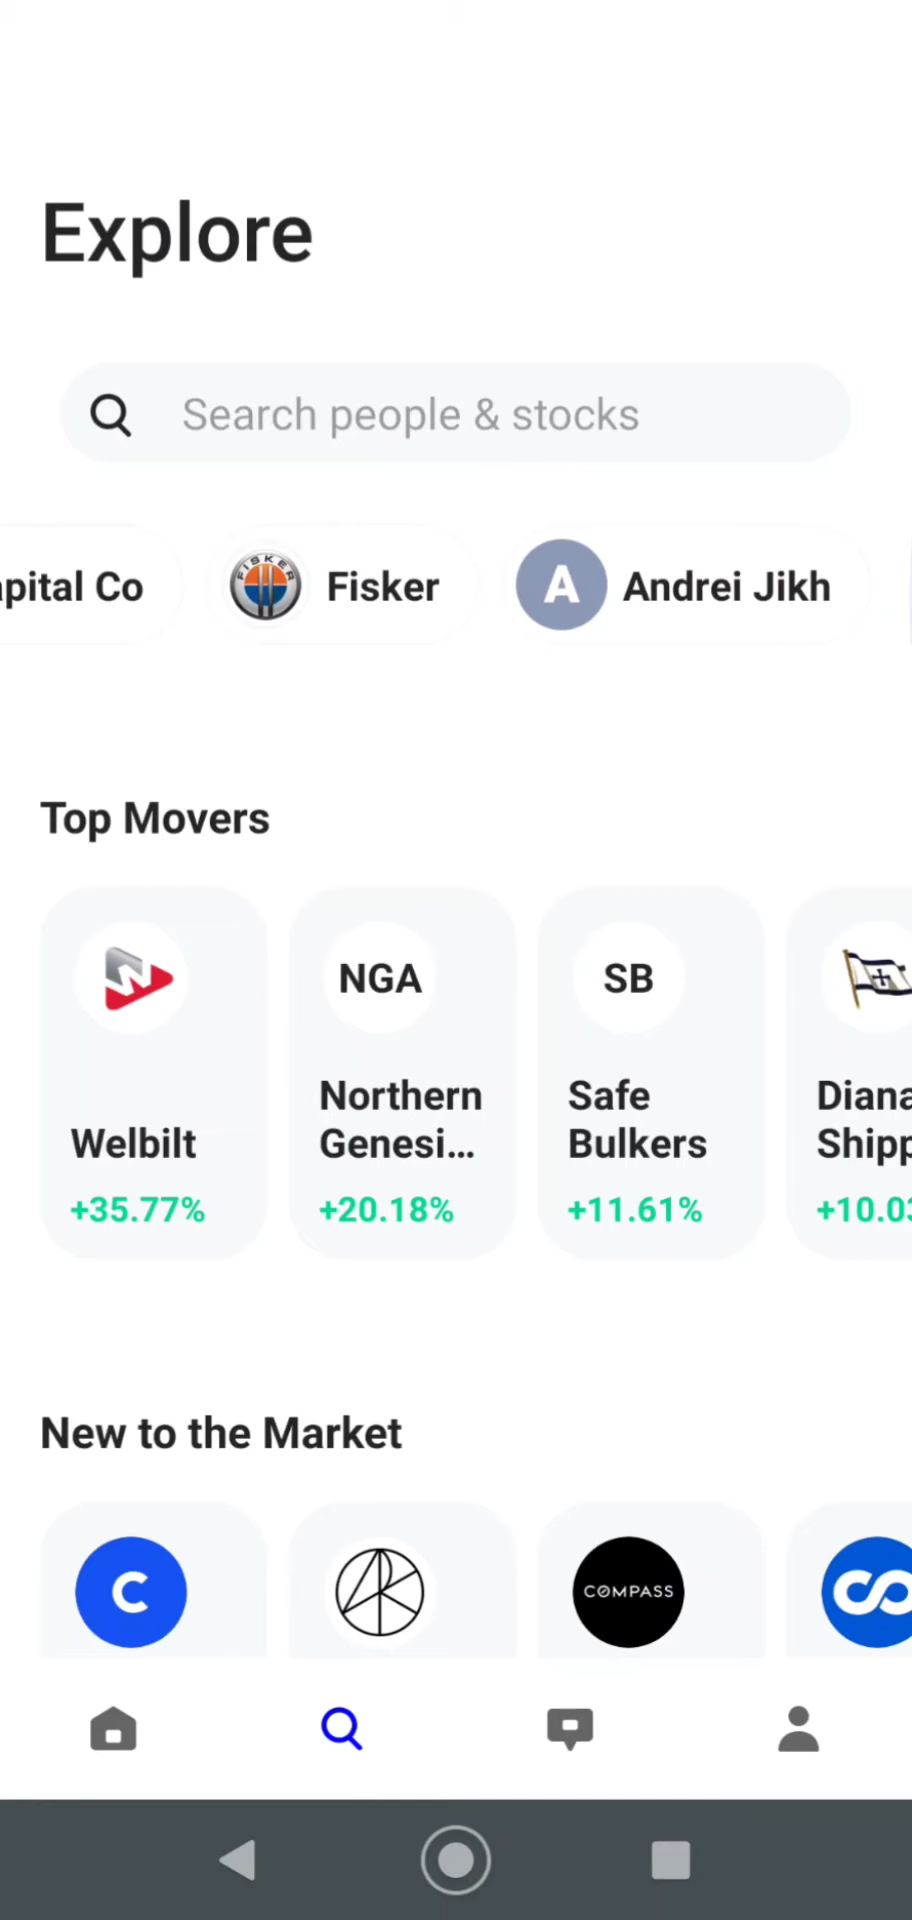 Explore
Search people & stocks
pital Co
FISKER
Fisker
A
Andrei Jikh
Top Movers
W
NGA
SB
Northern
Safe
Diana
Welbilt
Genesi...
Bulkers
Shipp
+35.77%
+20.18%
+11.61%
+10.03
New to the Market
C
COMPASS